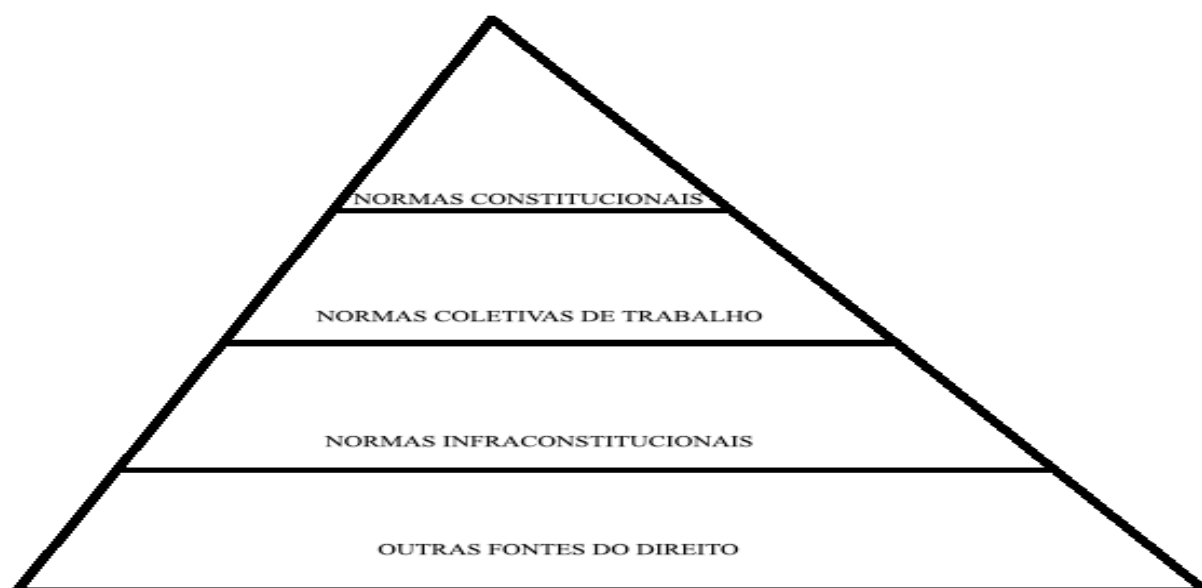 NORMAS CONSTITUCIONAIS
NORMAS COLETIVAS DE TRABALHO
NORMAS INFRACONSTITUCIONAIS
OUTRAS FONTES DO DIREITO